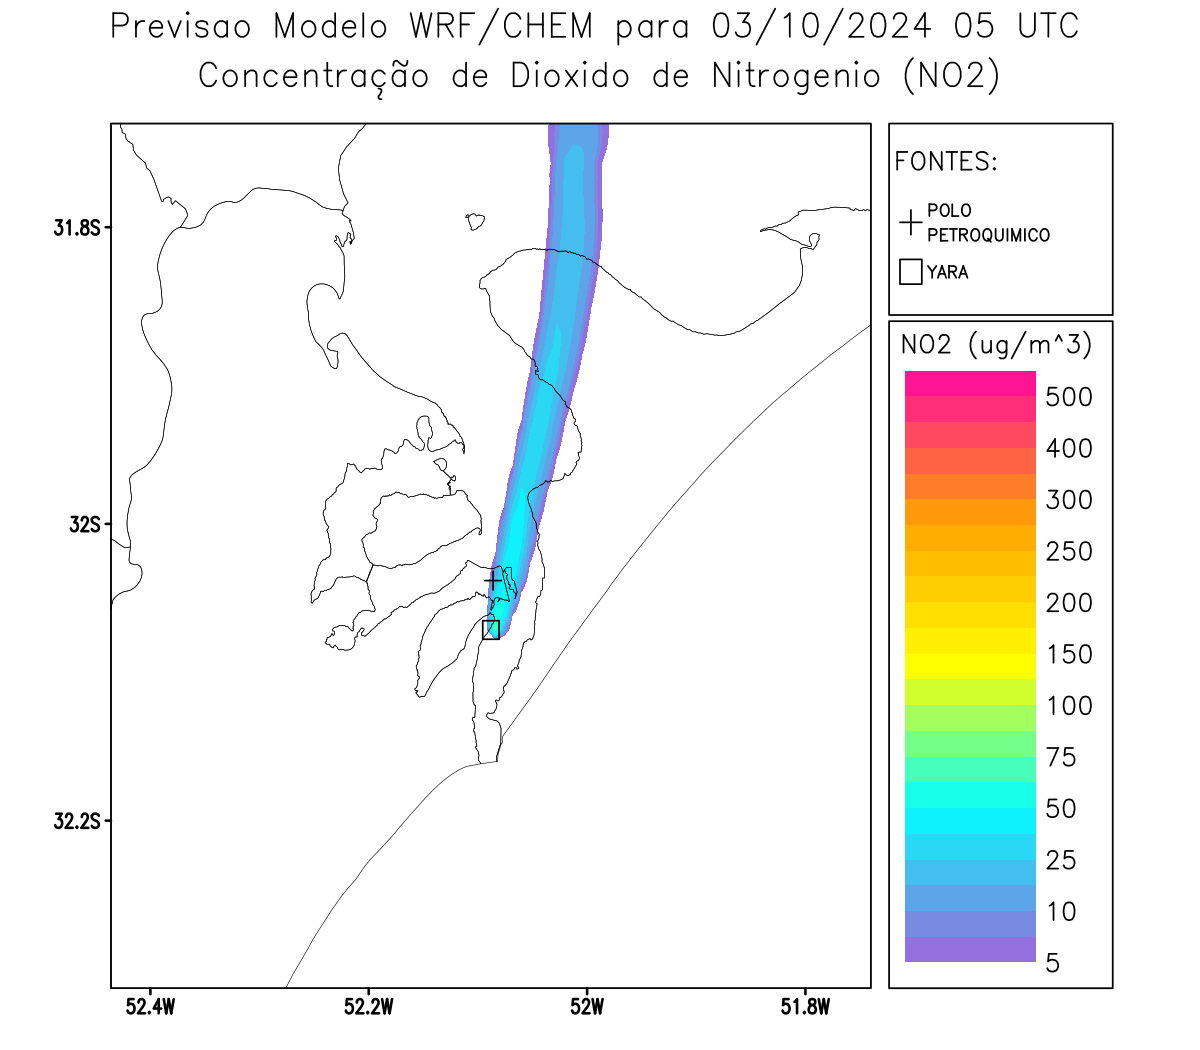 Previsao Modelo WRF/CHEM para 03/10/2024 05 UTC
Concentração de Dioxido de Nitrogenio (NO2)
FONTES:
POLO
PETROQUIMICO
YARA
NO2 (ug/m^3)
500
400
300
250
200
150
100
75
50
25
10
5
31.8S
32S
32.2S
52.4W
52.2W
52W
51.8W